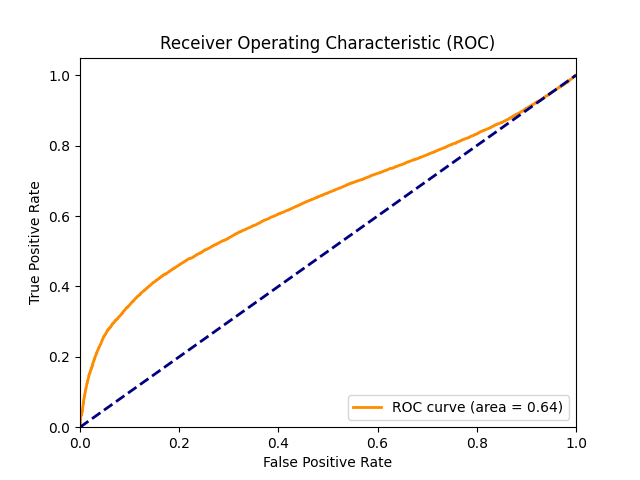 Receiver Operating Characteristic (ROC)
True Positive Rate
1.0
0.8
0.6
0.4
0.2
0.0
0.0 0.2 0.4 0.6 0.8 1.0
False Positive Rate
ROC curve (area = 0.64)